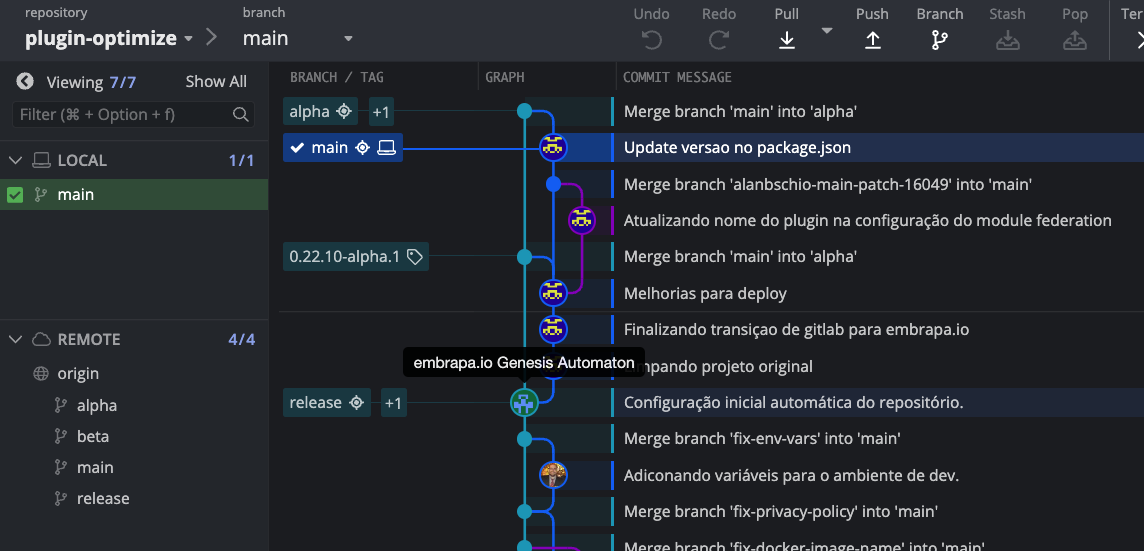 repository
plugin-optimize
branch
main
Undo
Redo
Pull
Push
Branch
Stash
Pop
Viewing 7/7
Show All
Filter (⌘ + Option + f)
LOCAL 1/1
main
REMOTE 4/4
origin
alpha
beta
main
release
BRANCH / TAG
GRAPH
COMMIT MESSAGE
alpha +1
Merge branch 'main' into 'alpha'
main
Update versao no package.json
Merge branch 'alanbschio-main-patch-16049' into 'main'
Atualizando nome do plugin na configuração do module federation
0.22.10-alpha.1
Merge branch 'main' into 'alpha'
Melhorias para deploy
Finalizando transiçao de gitlab para embrapa.io
embrapa.io Genesis Automaton
projeto original
release +1
Configuração inicial automática do repositório.
Merge branch 'fix-env-vars' into 'main'
Adiconando variáveis para o ambiente de dev.
Merge branch 'fix-privacy-policy' into 'main'
Merge branch 'fix-docker-image-name' into 'main'